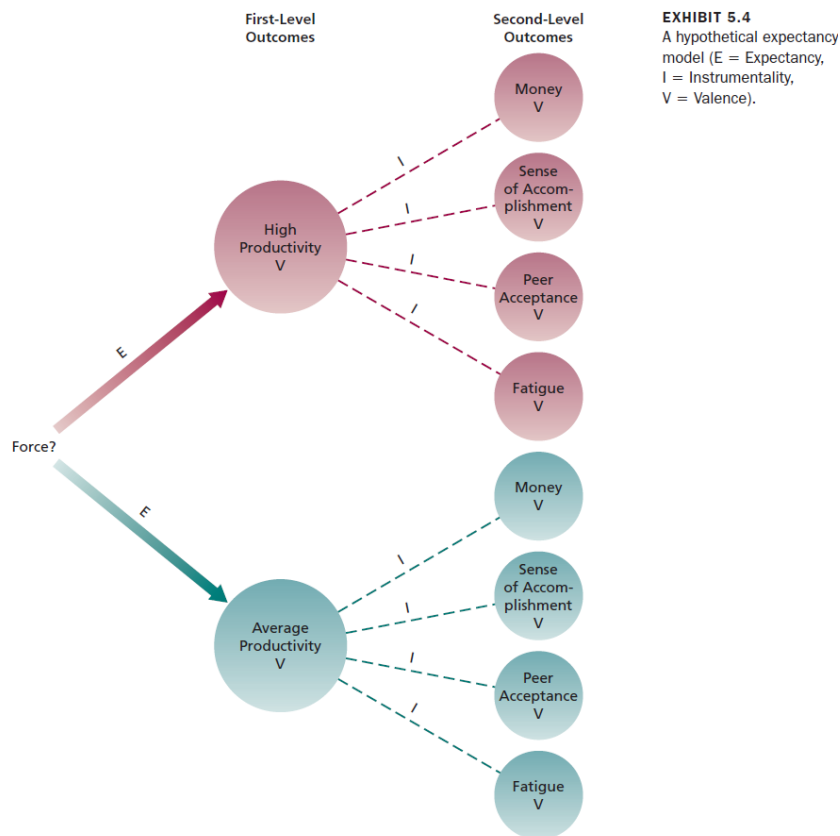 First-Level
Outcomes
Second-Level
Outcomes
EXHIBIT 5.4
A hypothetical expectancy
model (E = Expectancy,
I = Instrumentality,
V = Valence).
Money
V
I
Sense
of Accom-
plishment
V
I
High
Productivity
V
I
Peer
Acceptance
V
I
Fatigue
V
E
Force?
E
Money
V
I
Sense
of Accom-
plishment
V
I
Average
Productivity
V
I
Peer
Acceptance
V
I
Fatigue
V